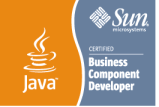 Java
Sun
microsystems
CERTIFIED
Business
Component
Developer